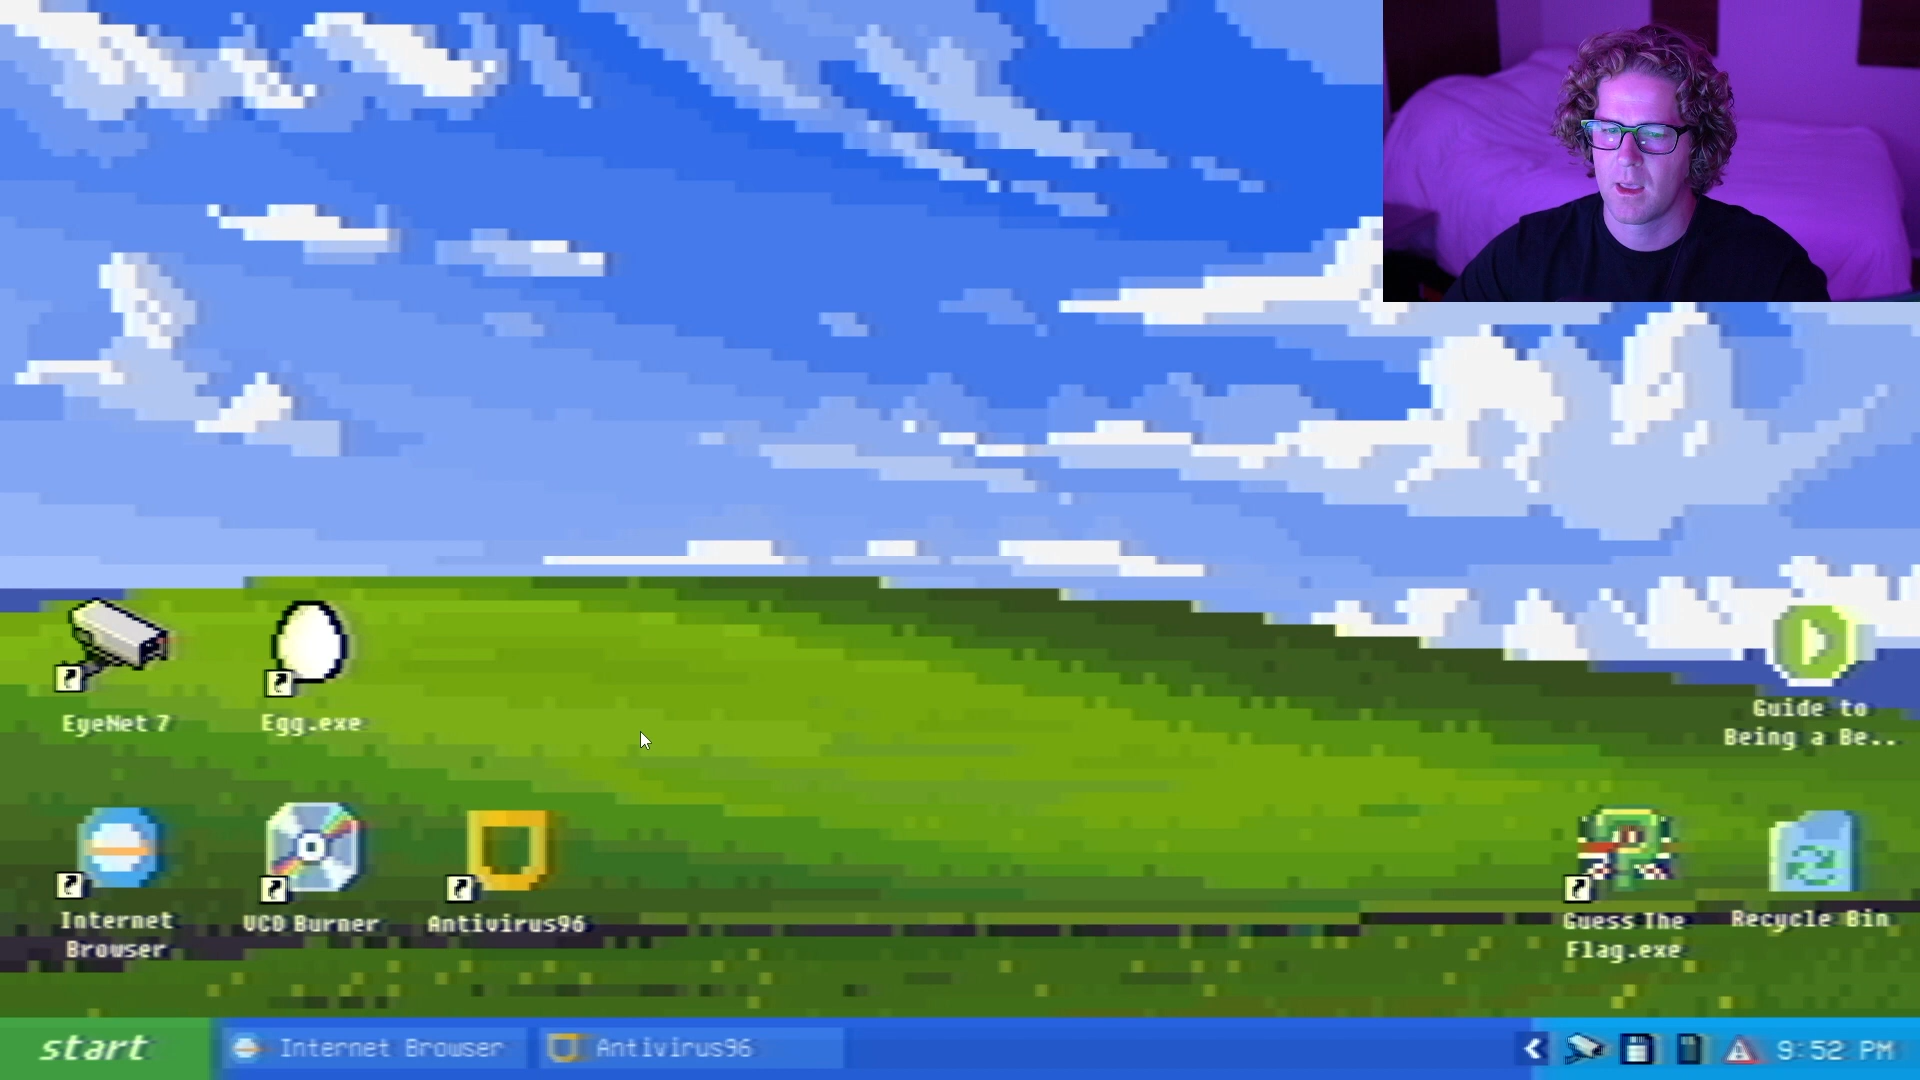 EyeNet 7
Egg.exe
Guide to
Being a Be..
Internet
Browser
VCD Burner
Antivirus96
Guess The
Flag.exe
Recycle Bin
start
Internet Browser
Antivirus96
9:52 PM